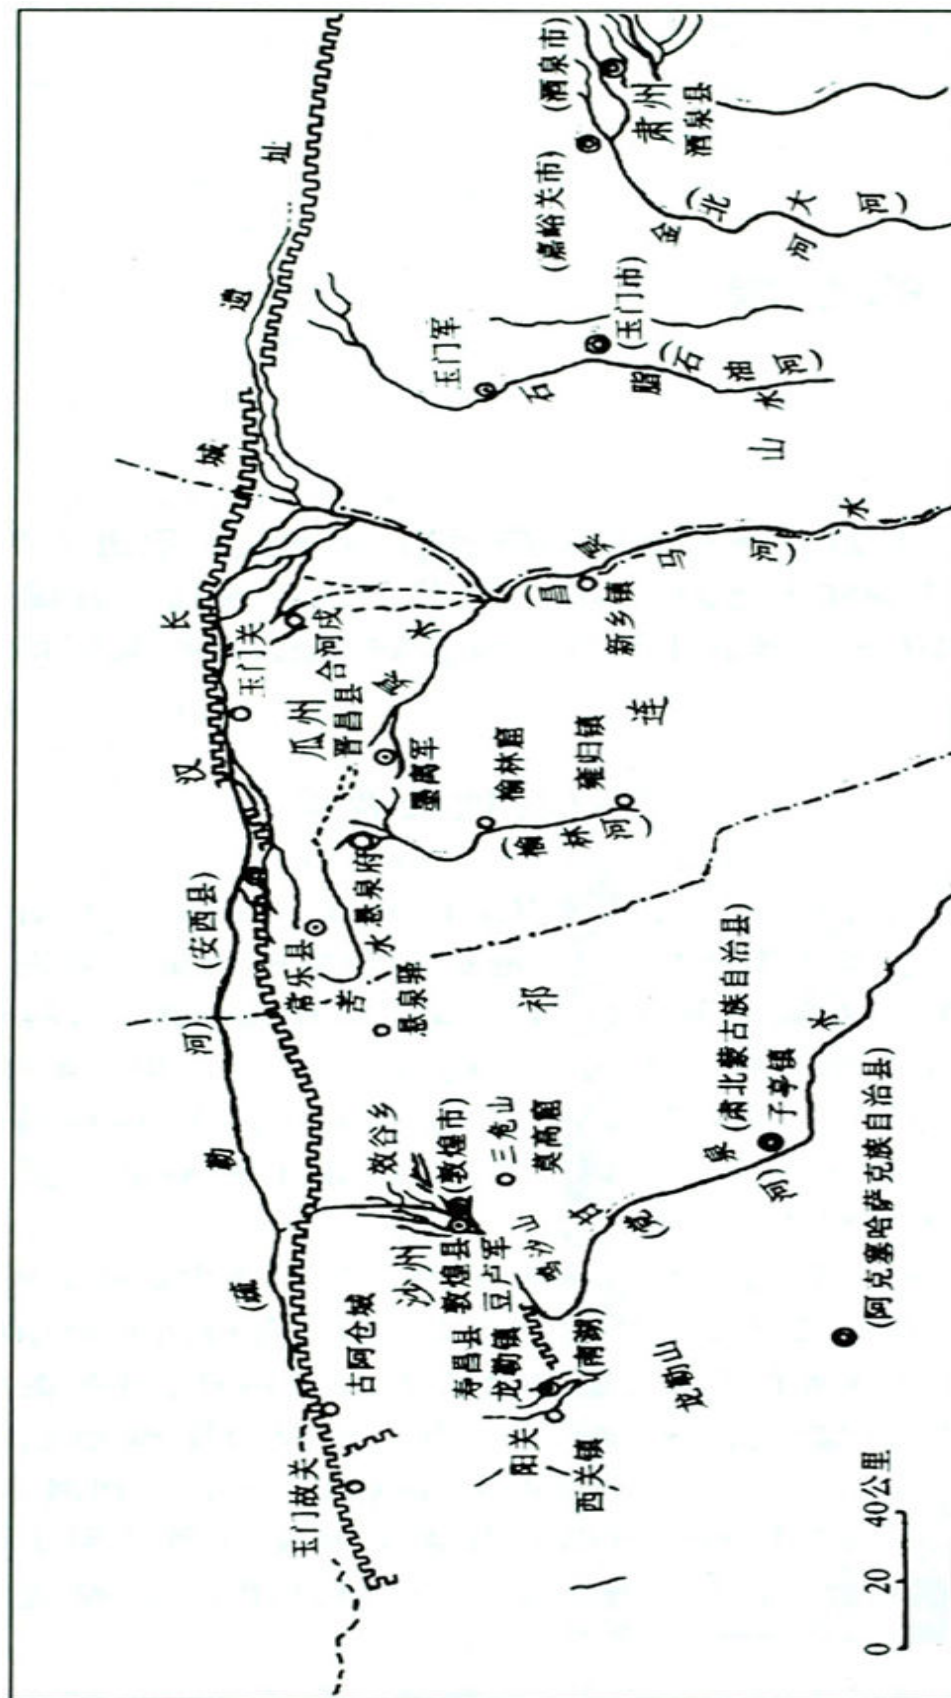 汉长城遗址
(疏勒河)
玉门故关
古阿仓城
效谷乡
沙州
敦煌县
(敦煌市)
豆卢军
寿昌县
龙勒镇
(南湖)
阳关
西关镇
龙勒山
鸣沙山
三危山
莫高窟
(肃北蒙古族自治县)
子亭镇
(阿克塞哈萨克族自治县)
(安西县)
常乐县
苦水
悬泉驿
悬泉府
瓜州
晋昌县
墨离军
玉门关
合河戍
榆林窟
(榆林河)
雍归镇
新乡镇
(昌马河)
祁连山
玉门军
石脂水
(石油河)
(玉门市)
(嘉峪关市)
(酒泉市)
肃州
酒泉县
金河
(北大河)
0 20 40公里